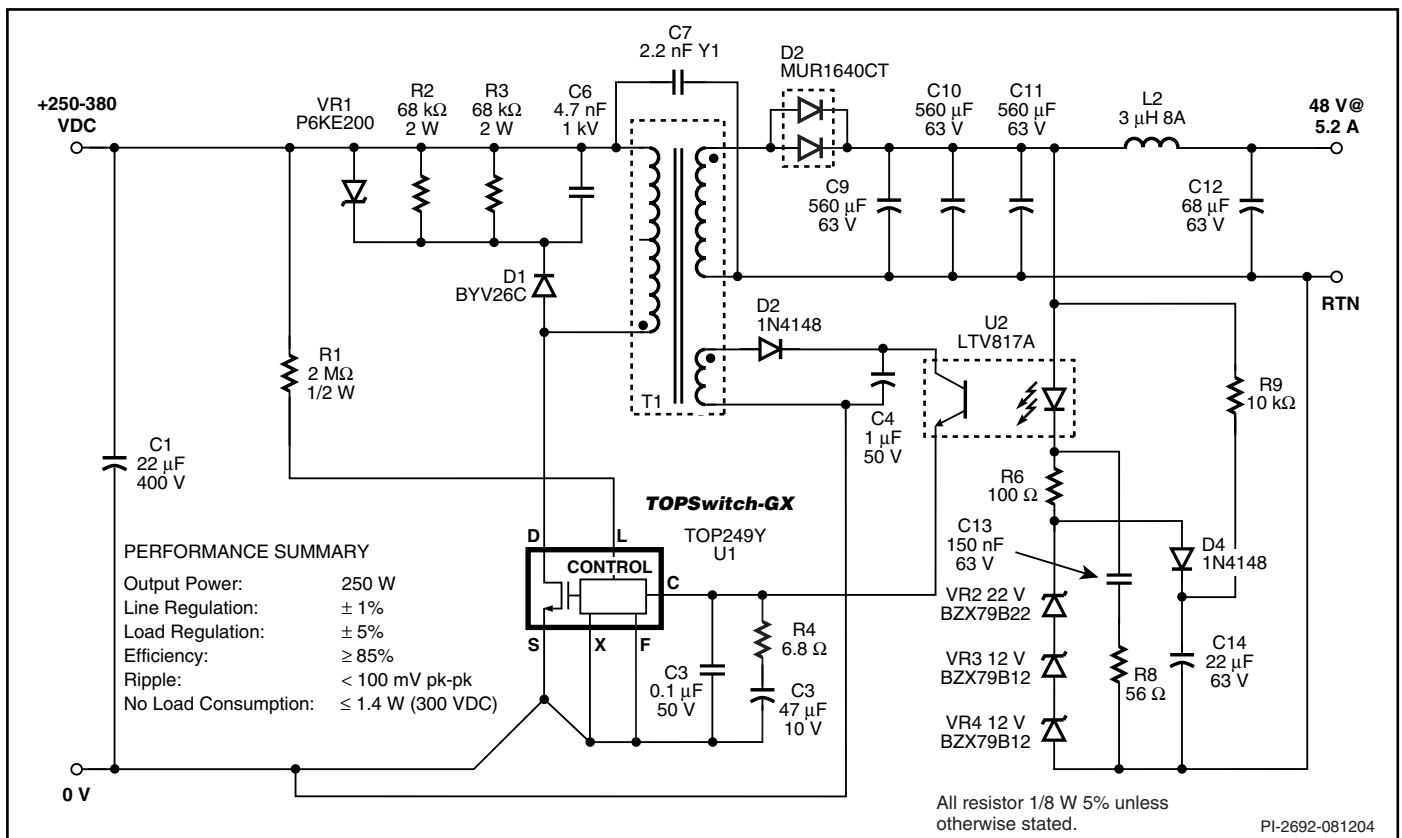 C7
2.2 nF Y1
D2
MUR1640CT
+250-380
VDC
VR1
P6KE200
R2
68 kΩ
2 W
R3
68 kΩ
2 W
C6
4.7 nF
1 kV
C10
560 µF
63 V
C11
560 µF
63 V
L2
3 µH 8A
48 V@
5.2 A
C9
560 µF
63 V
C12
68 µF
63 V
D1
BYV26C
RTN
D2
1N4148
U2
LTV817A
R1
2 MΩ
1/2 W
T1
C4
1 µF
50 V
R9
10 kΩ
C1
22 µF
400 V
R6
100 Ω
TOPSwitch-GX
TOP249Y
U1
D
L
CONTROL
C
S
X
F
C13
150 nF
63 V
D4
1N4148
VR2 22 V
BZX79B22
R4
6.8 Ω
C3
0.1 µF
50 V
C3
47 µF
10 V
VR3 12 V
BZX79B12
R8
56 Ω
C14
22 µF
63 V
VR4 12 V
BZX79B12
PERFORMANCE SUMMARY
Output Power: 250 W
Line Regulation: ± 1%
Load Regulation: ± 5%
Efficiency: ≥ 85%
Ripple: < 100 mV pk-pk
No Load Consumption: ≤ 1.4 W (300 VDC)
0 V
All resistor 1/8 W 5% unless
otherwise stated.
PI-2692-081204